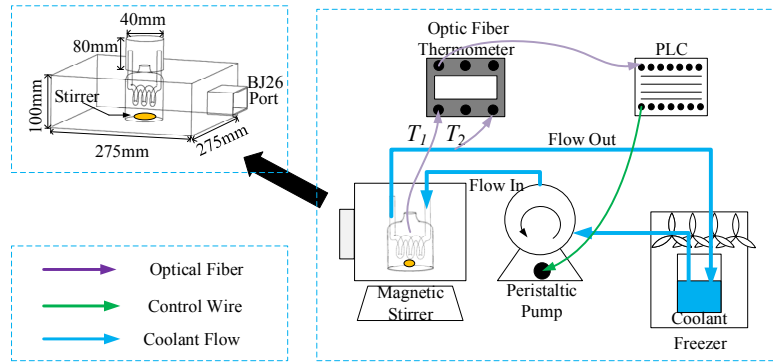 40mm
80mm
BJ26
Port
Stirrer
100mm
275mm
275mm
Optical Fiber
Control Wire
Coolant Flow
Optic Fiber
Thermometer
PLC
T1
T2
Flow Out
Flow In
Magnetic
Stirrer
Peristaltic
Pump
Coolant
Freezer